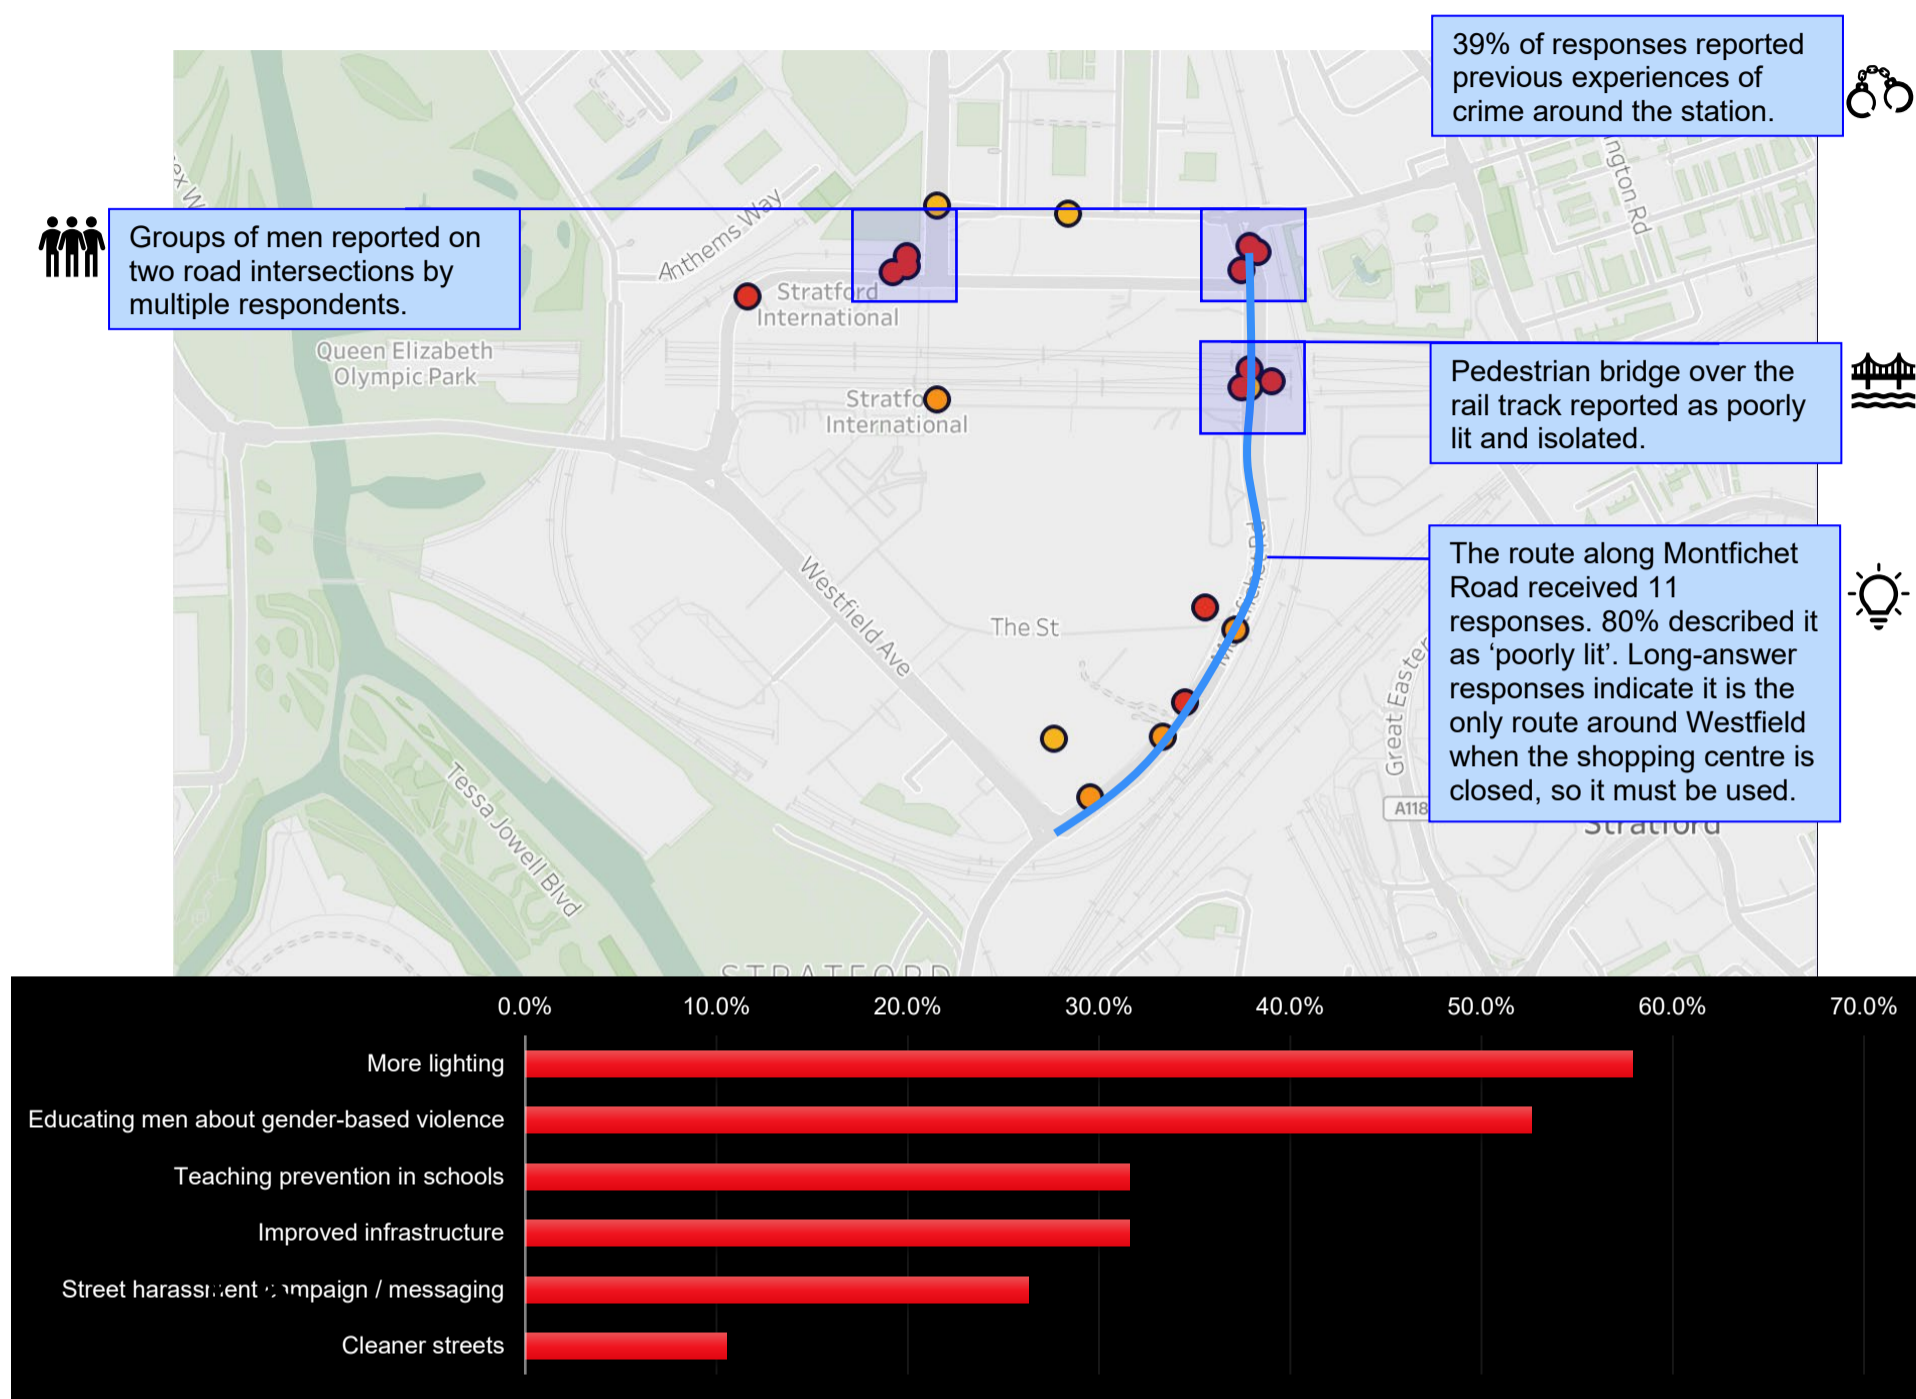 39% of responses reported
previous experiences of
crime around the station.
ington Rd
Anthems Way
Groups of men reported on
two road intersections by
multiple respondents.
Stratford
International
Queen Elizabeth
Olympic Park
International
Pedestrian bridge over the
rail track reported as poorly
lit and isolated.
The route along Montfichet
Road received 11
responses. 80% described it
as ‘poorly lit’. Long-answer
responses indicate it is the
only route around Westfield
when the shopping centre is
closed, so it must be used.
Westfield Ave
The St
Great Easter
Tessa Jowell Blvd
A118
Stratford
STRATFORD
0.0% 10.0% 20.0% 30.0% 40.0% 50.0% 60.0% 70.0%
More lighting
Educating men about gender-based violence
Teaching prevention in schools
Improved infrastructure
Street harassment campaign / messaging
Cleaner streets